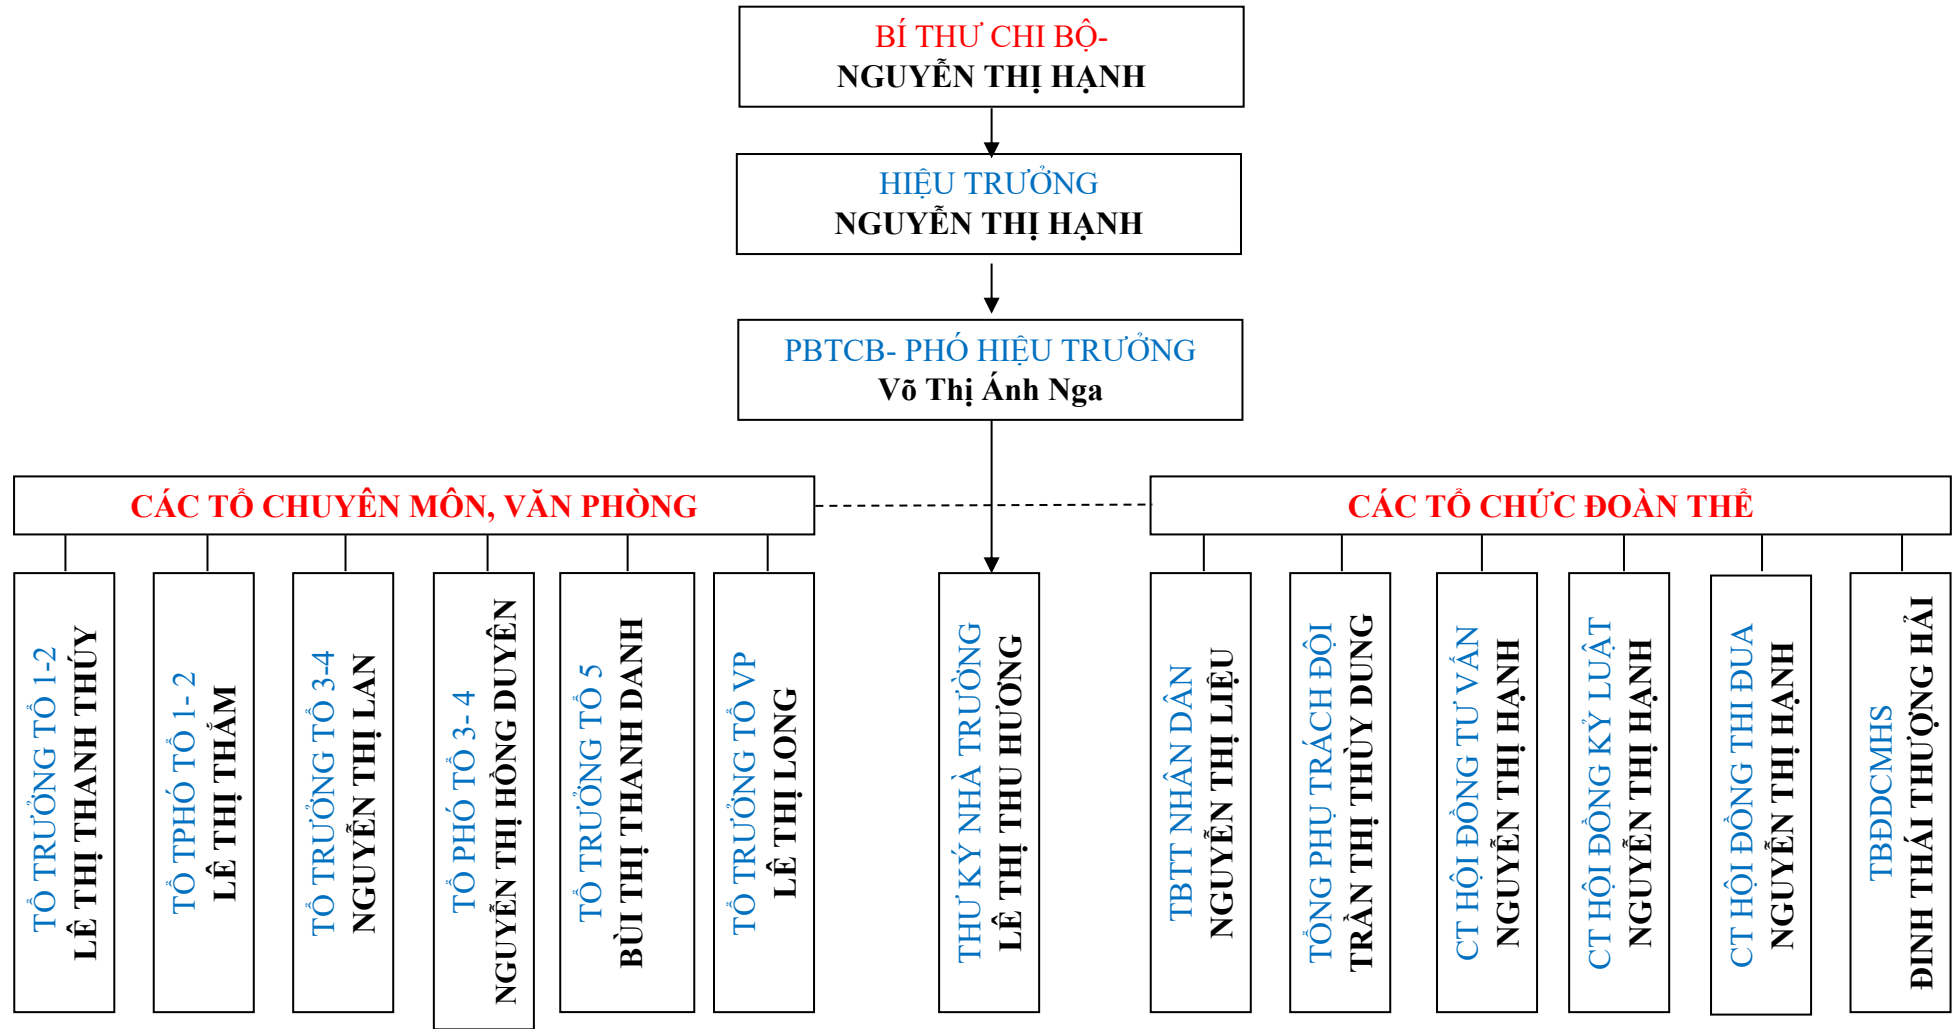 BÍ THƯ CHI BỘ-
NGUYỄN THỊ HẠNH
HIỆU TRƯỞNG
NGUYỄN THỊ HẠNH
PBTCB- PHÓ HIỆU TRƯỞNG
Võ Thị Ánh Nga
CÁC TỔ CHUYÊN MÔN, VĂN PHÒNG
CÁC TỔ CHỨC ĐOÀN THỂ
TỔ TRƯỞNG TỔ 1-2
LÊ THỊ THANH THÚY
TỔ TPHÓ TỔ 1- 2
LÊ THỊ THẮM
TỔ TRƯỞNG TỔ 3-4
NGUYỄN THỊ LAN
TỔ PHÓ TỔ 3- 4
NGUYỄN THỊ HỒNG DUYÊN
TỔ TRƯỞNG TỔ 5
BÙI THỊ THANH DANH
TỔ TRƯỞNG TỔ VP
LÊ THỊ LONG
THƯ KÝ NHÀ TRƯỜNG
LÊ THỊ THU HƯƠNG
TBTT NHÂN DÂN
NGUYỄN THỊ LIỆU
TỔNG PHỤ TRÁCH ĐỘI
TRẦN THỊ THÙY DUNG
CT HỘI ĐỒNG TƯ VẤN
NGUYỄN THỊ HẠNH
CT HỘI ĐỒNG KỶ LUẬT
NGUYỄN THỊ HẠNH
CT HỘI ĐỒNG THI ĐUA
NGUYỄN THỊ HẠNH
TBĐDCMHS
ĐINH THÁI THƯỢNG HẢI